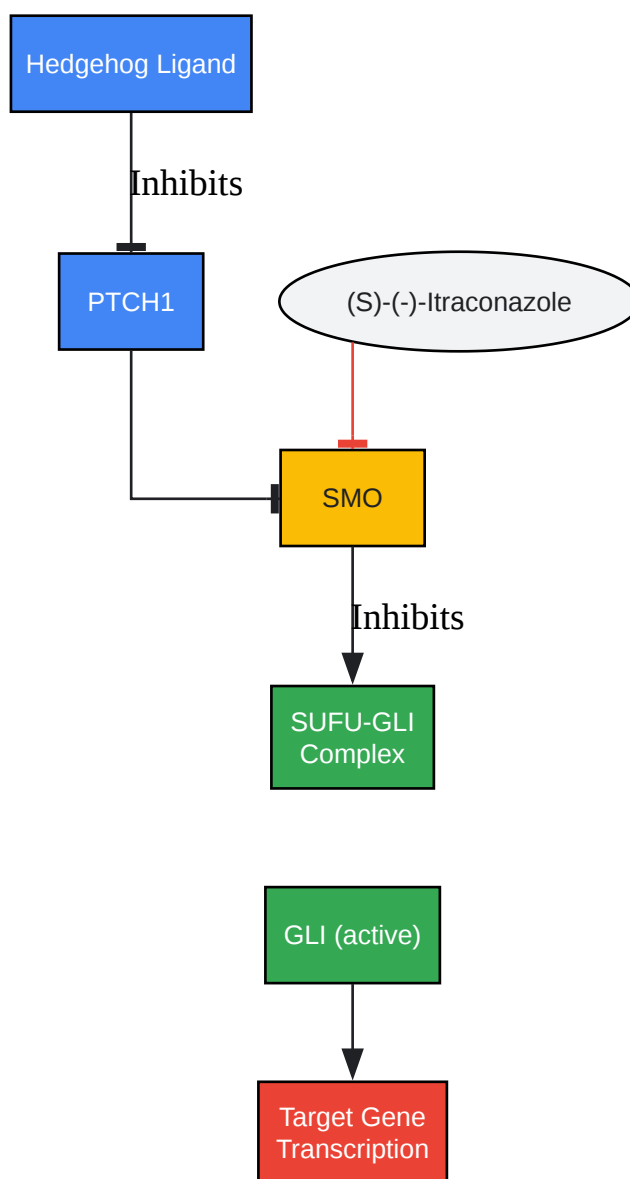 Hedgehog Ligand
Inhibits
PTCH1
(S)-(-)-Itraconazole
SMO
Inhibits
SUFU-GLI
Complex
GLI (active)
Target Gene
Transcription